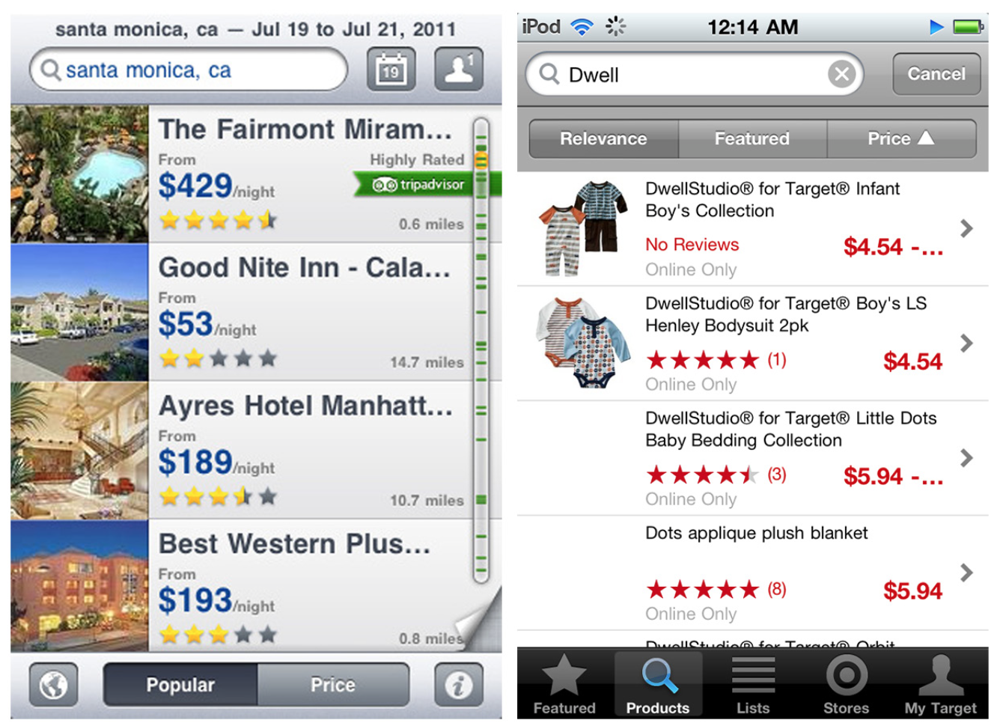 santa monica, ca — Jul 19 to Jul 21, 2011
santa monica, ca
19
1
The Fairmont Miram...
From
Highly Rated
$429/night
tripadvisor
0.6 miles
Good Nite Inn - Cala...
From
$53/night
14.7 miles
Ayres Hotel Manhatt...
From
$189/night
10.7 miles
Best Western Plus...
From
$193/night
0.8 miles
Popular
Price
i
iPod
12:14 AM
Dwell
Cancel
Relevance
Featured
Price ▲
DwellStudio® for Target® Infant
Boy's Collection
No Reviews
$4.54 -...
Online Only
DwellStudio® for Target® Boy's LS
Henley Bodysuit 2pk
(1)
$4.54
Online Only
DwellStudio® for Target® Little Dots
Baby Bedding Collection
(3)
$5.94 -...
Online Only
Dots applique plush blanket
(8)
$5.94
Online Only
DwellStudio® for Target® Orbit
Featured
Products
Lists
Stores
My Target